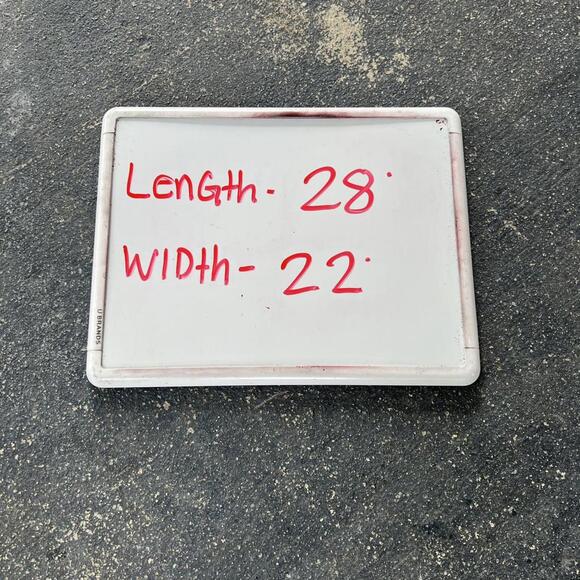 LenGth - 28"
WIDth - 22"
U BRANDS